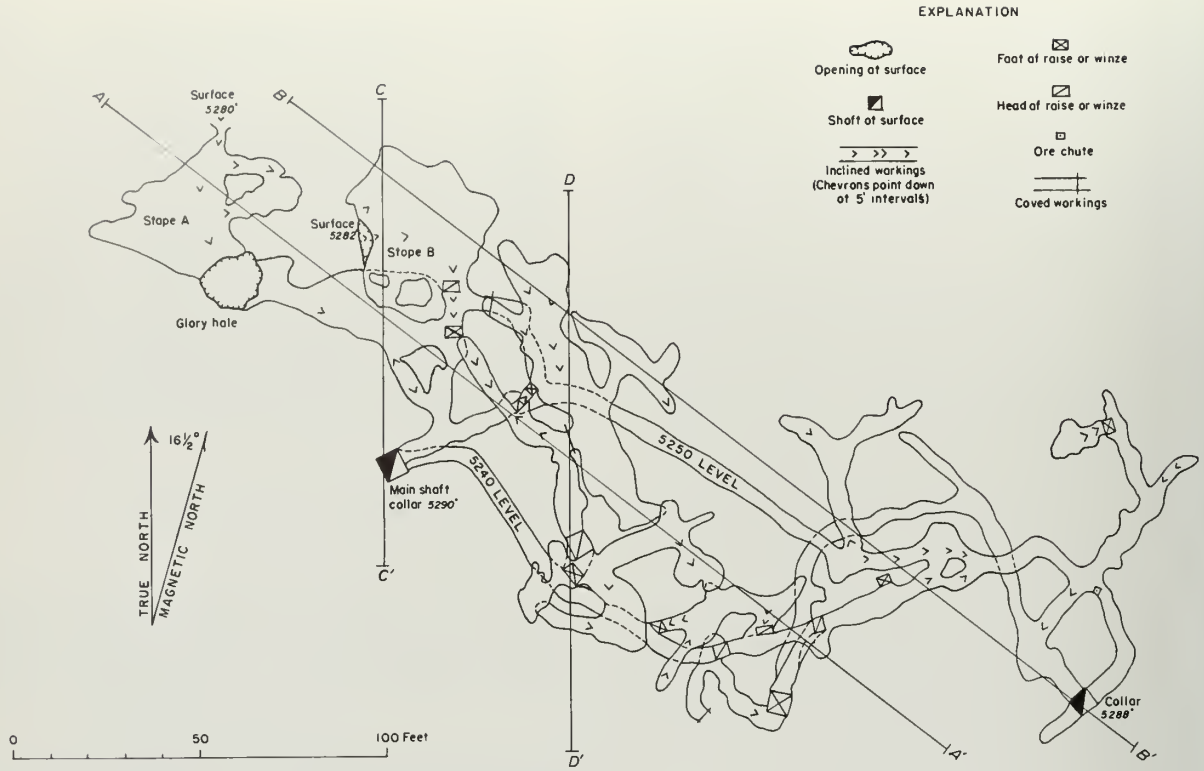 EXPLANATION
Opening at surface
Shaft at surface
Inclined workings
(Chevrons point down
at 5' intervals)
Foot of raise or winze
Head of raise or winze
Ore chute
Caved workings
A
Surface
5280'
B
C
D
Stope A
Surface
5282'
Stope B
Glory hole
5250 LEVEL
5240 LEVEL
Main shaft
collar 5290'
C'
TRUE NORTH
MAGNETIC NORTH
16½°
Collar
5288'
A'
B'
D'
0 50 100 Feet